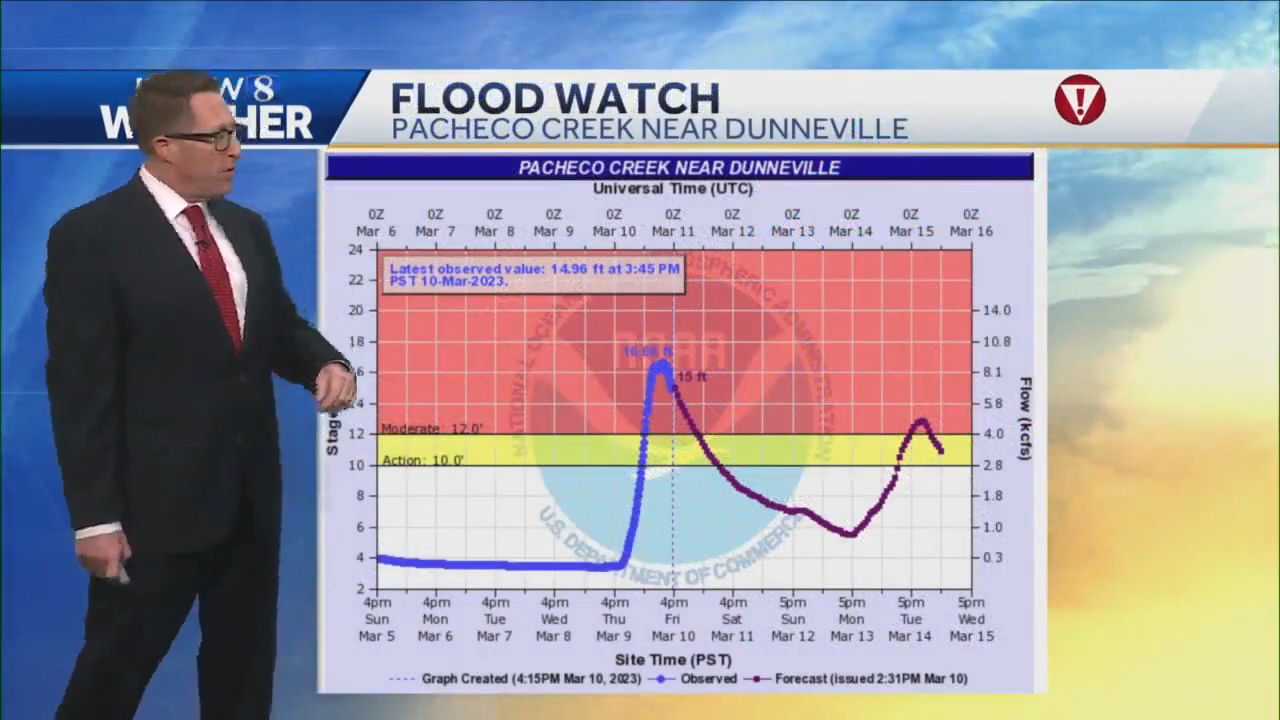 W 8
FLOOD WATCH
PACHECO CREEK NEAR DUNNEVILLE
PACHECO CREEK NEAR DUNNEVILLE
Universal Time (UTC)
0Z 0Z 0Z 0Z 0Z 0Z 0Z 0Z 0Z 0Z 0Z
Mar 6 Mar 7 Mar 8 Mar 9 Mar 10 Mar 11 Mar 12 Mar 13 Mar 14 Mar 15 Mar 16
24
Latest observed value: 14.96 ft at 3:45 PM
PST 10-Mar-2023.
22
20 14.0
18 10.8
16.66 ft
8.1
15 ft
14 5.8
Moderate: 12.0'
12 4.0
Action: 10.0'
10 2.8
8 1.8
6 1.0
4 0.3
2
Flow (kcfs)
U.S. DEPARTMENT OF COMMERCE
4pm 4pm 4pm 4pm 4pm 4pm 4pm 5pm 5pm 5pm 5pm
Sun Mon Tue Wed Thu Fri Sat Sun Mon Tue Wed
Mar 5 Mar 6 Mar 7 Mar 8 Mar 9 Mar 10 Mar 11 Mar 12 Mar 13 Mar 14 Mar 15
Site Time (PST)
Graph Created (4:15PM Mar 10, 2023) Observed Forecast (issued 2:31PM Mar 10)